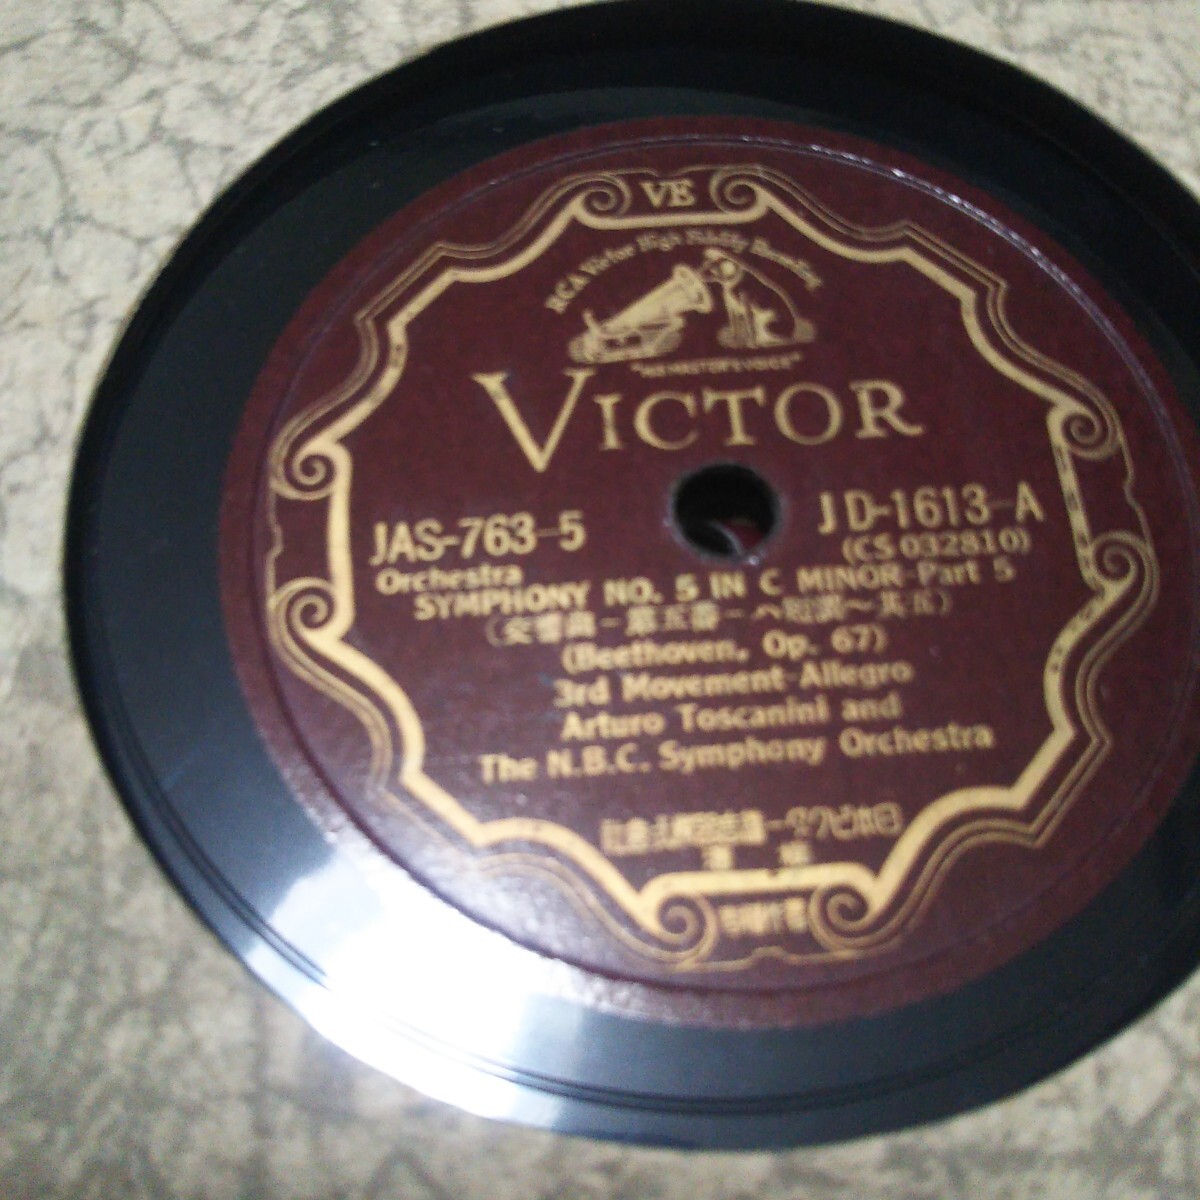 VE
RCA Victor High Fidelity Recording
"HIS MASTER'S VOICE"
VICTOR
JAS-763-5
JD-1613-A
(CS 032810)
Orchestra
SYMPHONY NO. 5 IN C MINOR-Part 5
(交響曲-第五番-ハ短調〜其五)
(Beethoven, Op. 67)
3rd Movement-Allegro
Arturo Toscanini and
The N.B.C. Symphony Orchestra